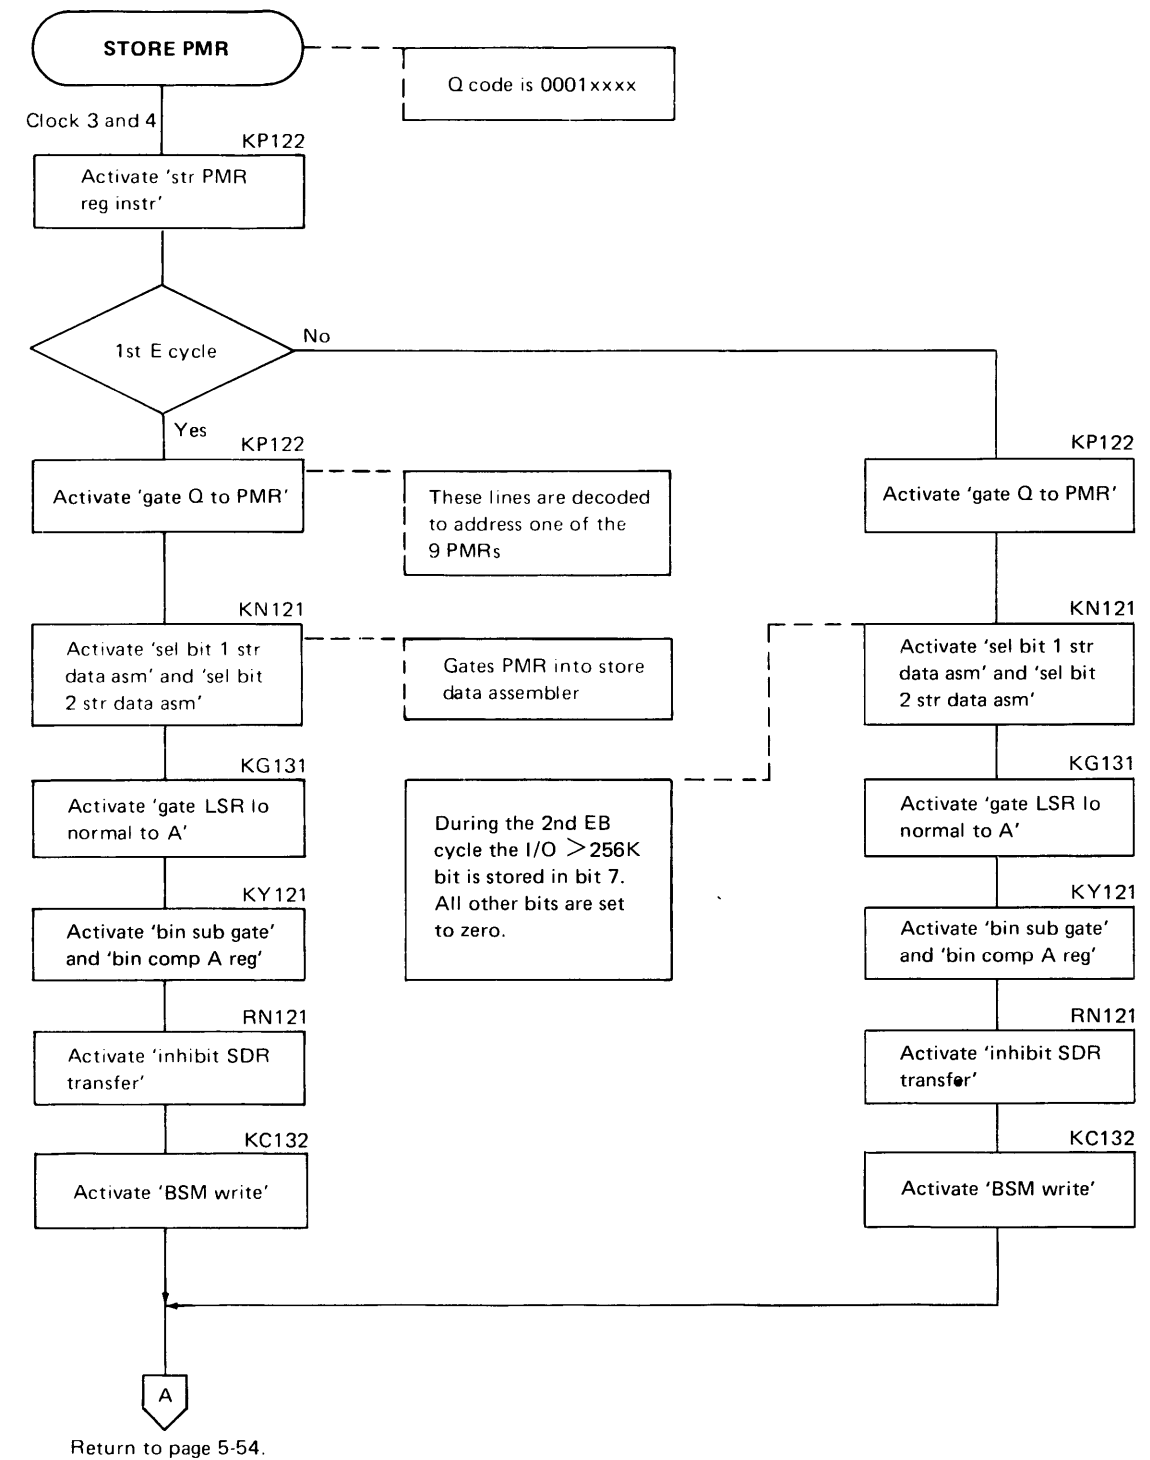 STORE PMR
Q code is 0001xxxx
Clock 3 and 4
KP122
Activate 'str PMR
reg instr'
1st E cycle
No
Yes
KP122
Activate 'gate Q to PMR'
These lines are decoded
to address one of the
9 PMRs
KN121
Activate 'sel bit 1 str
data asm' and 'sel bit
2 str data asm'
Gates PMR into store
data assembler
KG131
Activate 'gate LSR lo
normal to A'
During the 2nd EB
cycle the I/O >256K
bit is stored in bit 7.
All other bits are set
to zero.
KY121
Activate 'bin sub gate'
and 'bin comp A reg'
RN121
Activate 'inhibit SDR
transfer'
KC132
Activate 'BSM write'
KP122
Activate 'gate Q to PMR'
KN121
Activate 'sel bit 1 str
data asm' and 'sel bit
2 str data asm'
KG131
Activate 'gate LSR lo
normal to A'
KY121
Activate 'bin sub gate'
and 'bin comp A reg'
RN121
Activate 'inhibit SDR
transfer'
KC132
Activate 'BSM write'
A
Return to page 5-54.